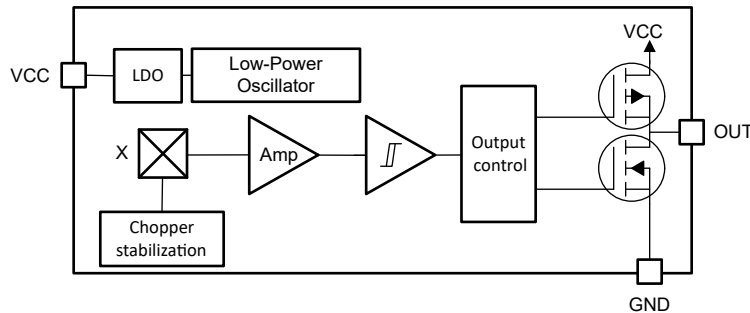 VCC
LDO
Low-Power
Oscillator
VCC
X
Amp
Output
control
OUT
Chopper
stabilization
GND